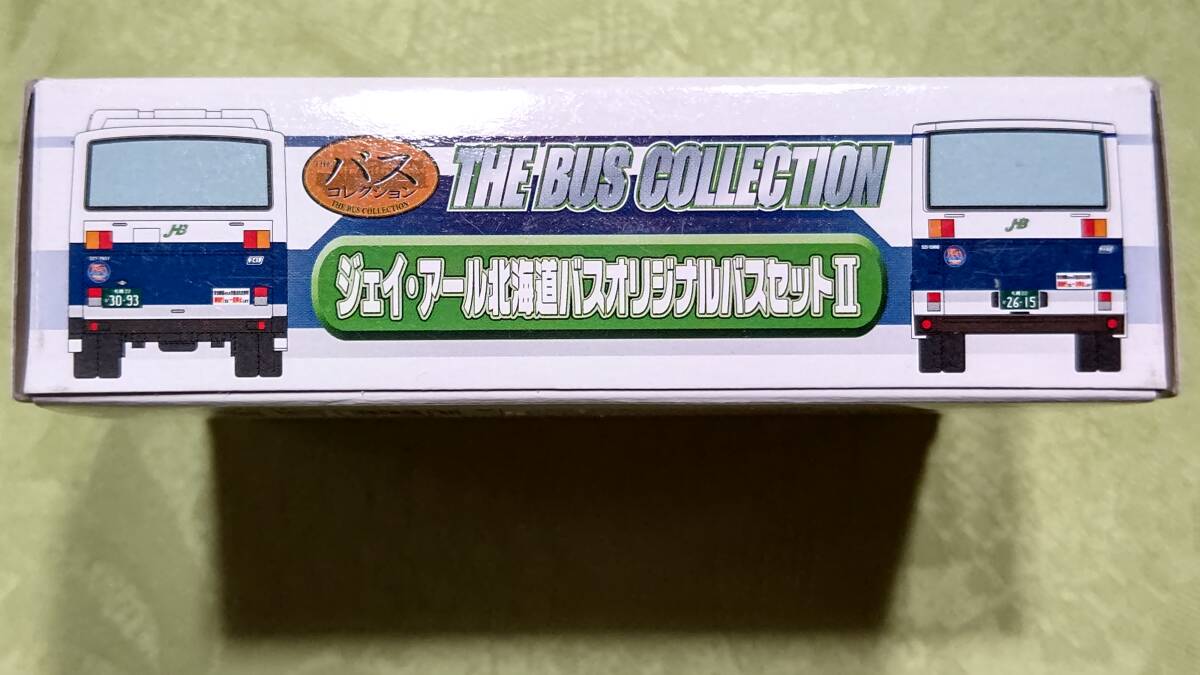 THE
バス
コレクション
THE BUS COLLECTION
THE BUS COLLECTION
ジェイ・アール北海道バスオリジナルバスセットⅡ
JHB
30-93
JHB
26-15